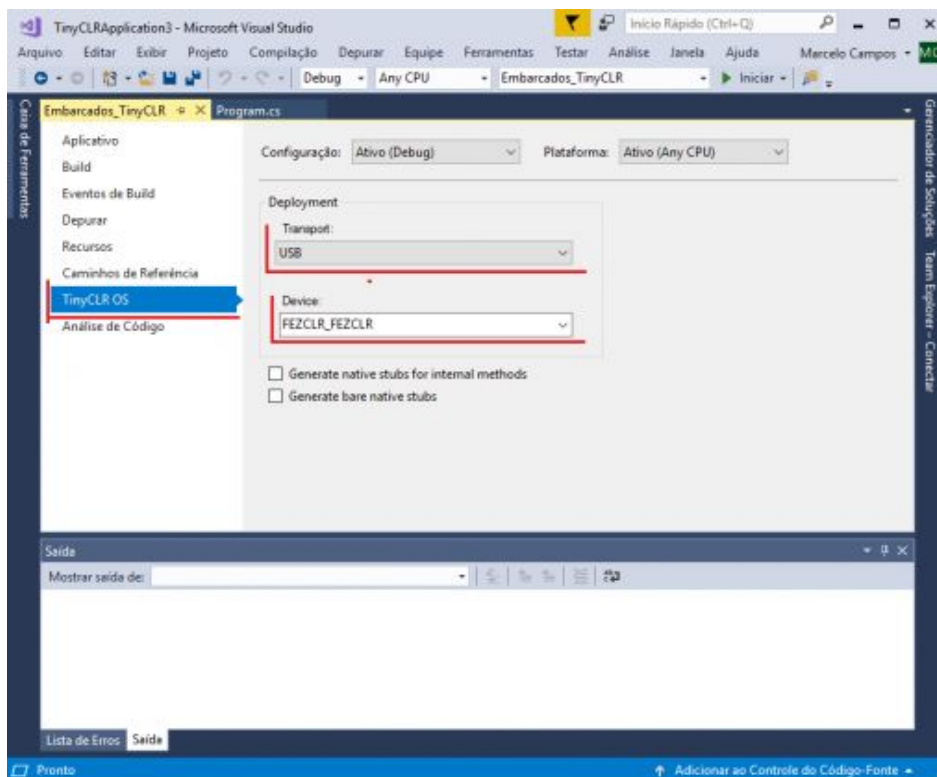 TinyCLRApplication3 - Microsoft Visual Studio
Início Rápido (Ctrl+Q)
Arquivo Editar Exibir Projeto Compilação Depurar Equipe Ferramentas Testar Análise Janela Ajuda Marcelo Campos
Debug Any CPU Embarcados_TinyCLR Iniciar
Caixa de Ferramentas
Embarcados_TinyCLR Program.cs
Aplicativo
Build
Eventos de Build
Depurar
Recursos
Caminhos de Referência
TinyCLR OS
Análise de Código
Configuração: Ativo (Debug) Plataforma: Ativo (Any CPU)
Deployment
Transport:
USB
Device:
FEZCLR_FEZCLR
Generate native stubs for internal methods
Generate bare native stubs
Gerenciador de Soluções Team Explorer - Conectar
Saída
Mostrar saída de:
Lista de Erros Saída
Pronto Adicionar ao Controle do Código-Fonte